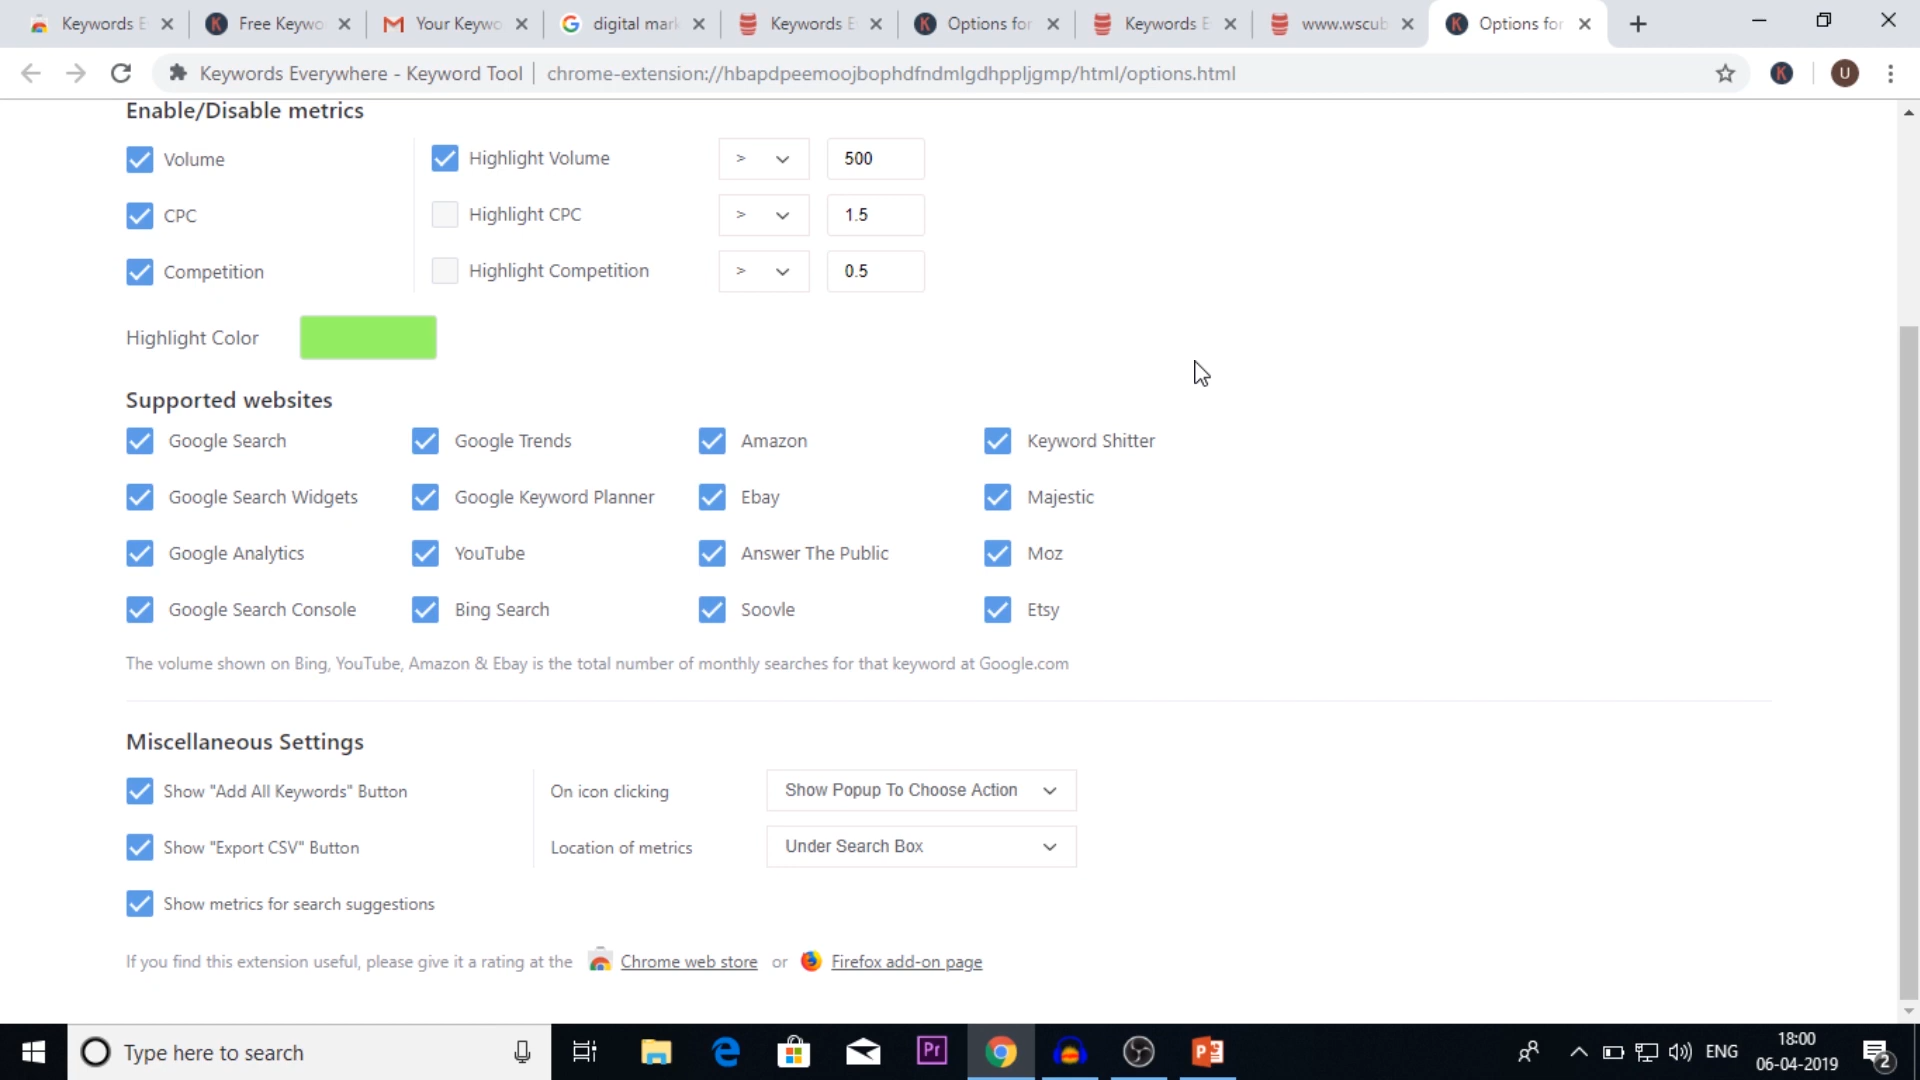 Keywords E
Free Keywo
Your Keywo
digital mark
Keywords E
Options for
Keywords E
www.wscub
Options for
Keywords Everywhere - Keyword Tool
chrome-extension://hbapdpeemoojbophdfndmlgdhppljgmp/html/options.html
K
U
Enable/Disable metrics
Volume
Highlight Volume > 500
CPC
Highlight CPC > 1.5
Competition
Highlight Competition > 0.5
Highlight Color
Supported websites
Google Search
Google Trends
Amazon
Keyword Shitter
Google Search Widgets
Google Keyword Planner
Ebay
Majestic
Google Analytics
YouTube
Answer The Public
Moz
Google Search Console
Bing Search
Soovle
Etsy
The volume shown on Bing, YouTube, Amazon & Ebay is the total number of monthly searches for that keyword at Google.com
Miscellaneous Settings
Show "Add All Keywords" Button
On icon clicking
Show Popup To Choose Action
Show "Export CSV" Button
Location of metrics
Under Search Box
Show metrics for search suggestions
If you find this extension useful, please give it a rating at the Chrome web store or Firefox add-on page
Type here to search
Pr
ENG
18:00
06-04-2019
2